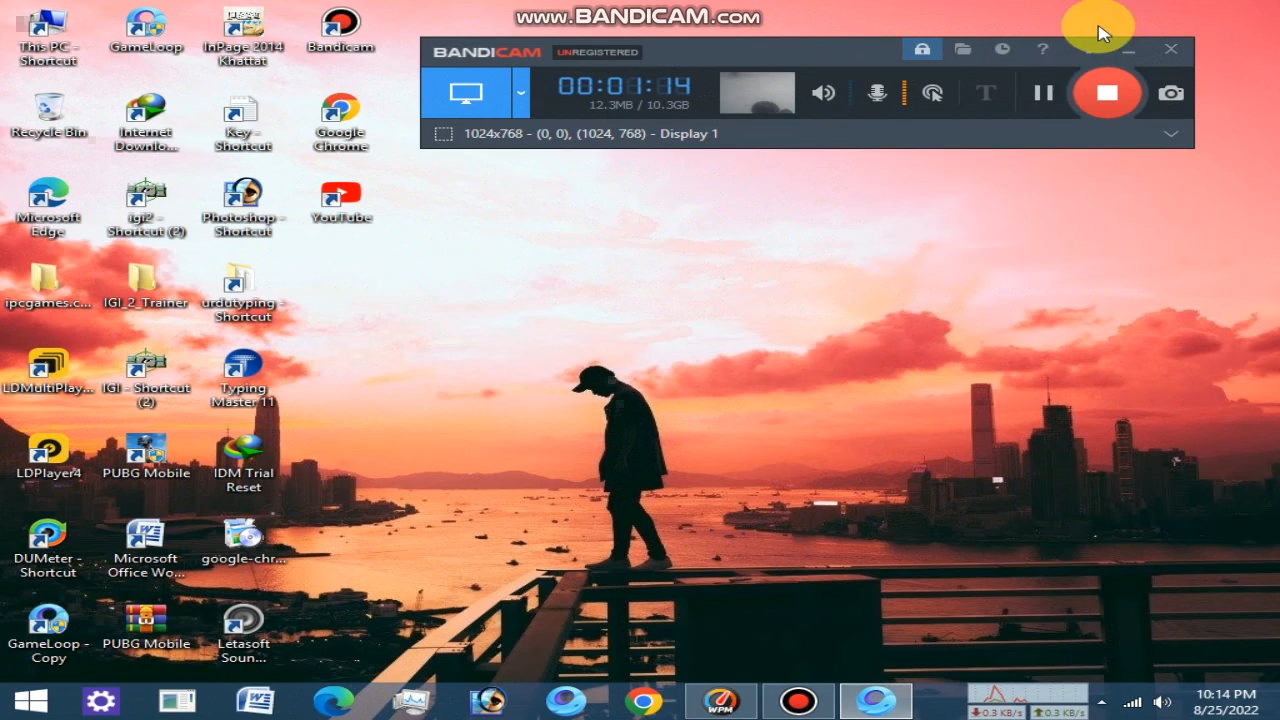 www.BANDICAM.com
BANDICAM UNREGISTERED
00:01:14
12.3MB / 10.3GB
1024x768 - (0, 0), (1024, 768) - Display 1
This PC -
Shortcut
GameLoop
InPage 2014
Khattat
Bandicam
Recycle Bin
Internet
Downlo...
Key -
Shortcut
Google
Chrome
Microsoft
Edge
igi2 -
Shortcut (2)
Photoshop -
Shortcut
YouTube
ipcgames.c...
IGI_2_Trainer
urdutyping -
Shortcut
LDMultiPlay...
IGI - Shortcut
(2)
Typing
Master 11
LDPlayer4
PUBG Mobile
IDM Trial
Reset
DUMeter -
Shortcut
Microsoft
Office Wo...
google-chr...
GameLoop -
Copy
PUBG Mobile
Letasoft
Soun...
WPM
0.3 KB/s
0.3 KB/s
10:14 PM
8/25/2022